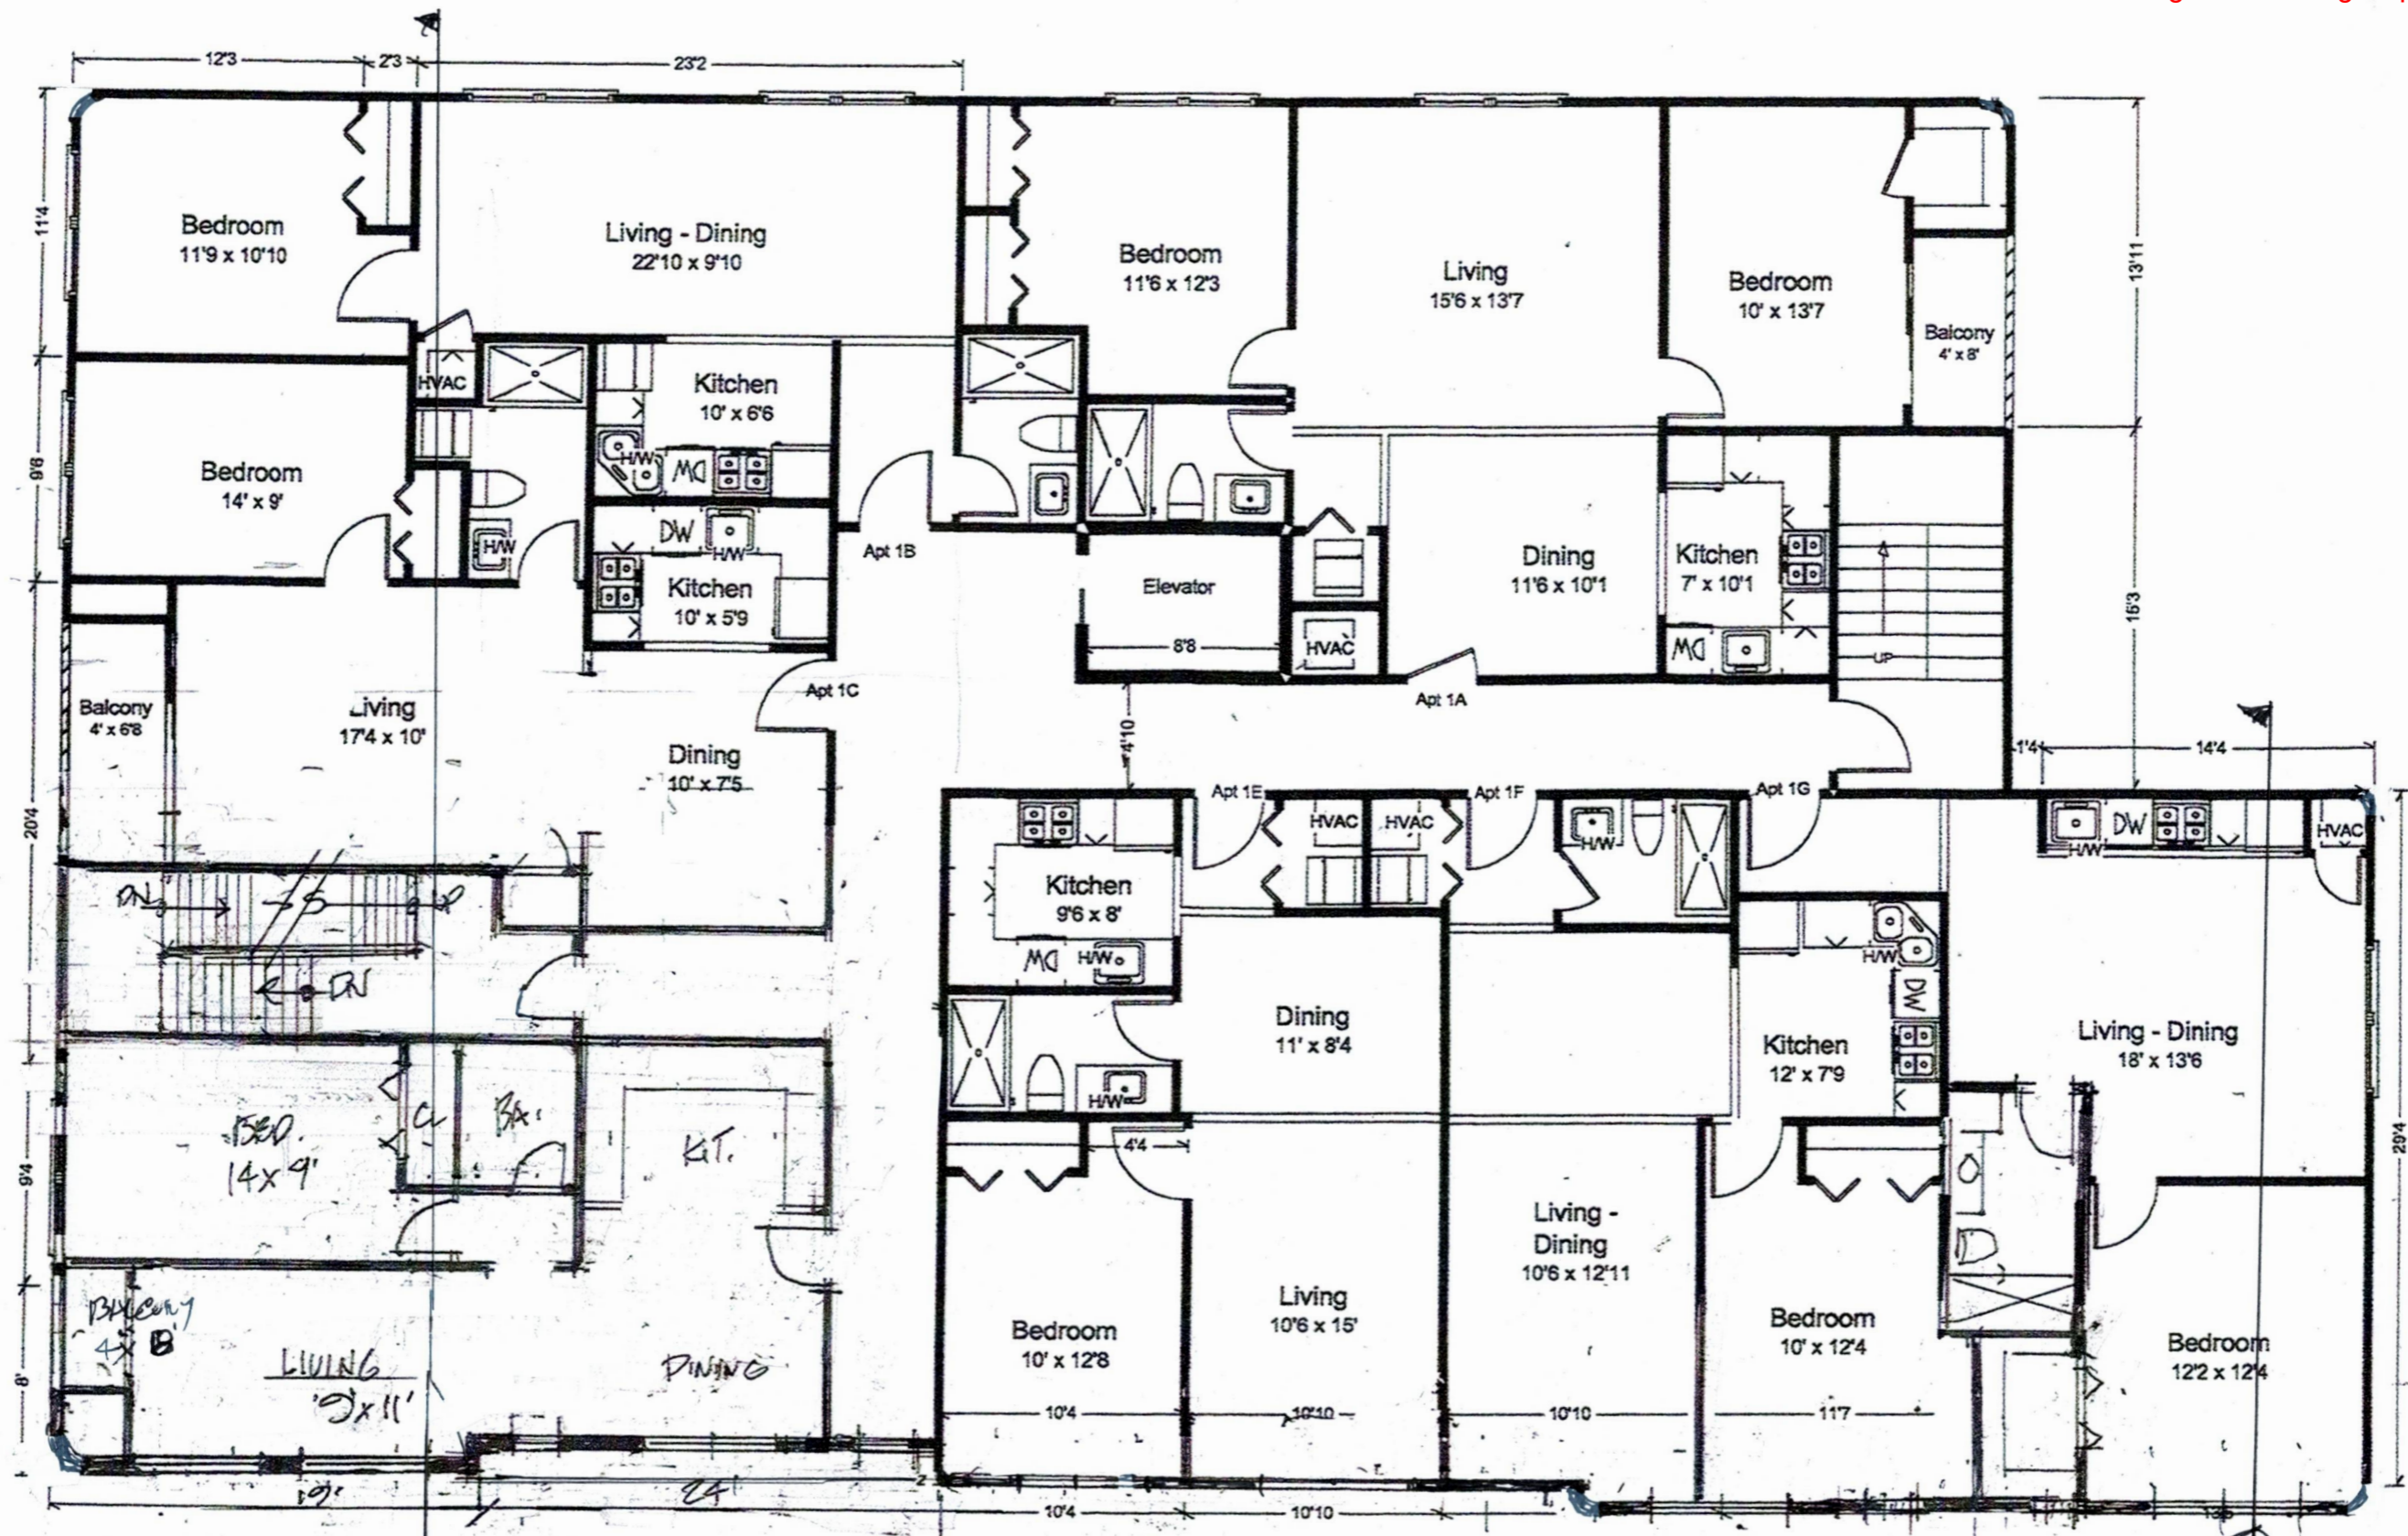 12'3
2'3
23'2
11'4
9'6
20'4
9'4
8'
Bedroom
11'9 x 10'10
Living - Dining
22'10 x 9'10
Bedroom
11'6 x 12'3
Living
15'6 x 13'7
Bedroom
10' x 13'7
Balcony
4' x 8'
13'11
HVAC
Kitchen
10' x 6'6
H/W
DW
Bedroom
14' x 9'
H/W
DW
H/W
Kitchen
10' x 5'9
Apt 1B
Elevator
8'8
HVAC
Dining
11'6 x 10'1
Kitchen
7' x 10'1
DW
UP
Balcony
4' x 6'8
Living
17'4 x 10'
Apt 1C
Dining
10' x 7'5
4'10
Apt 1A
1'4
14'4
Apt 1E
Apt 1F
Apt 1G
Kitchen
9'6 x 8'
DW
H/W
HVAC
HVAC
H/W
H/W
DW
HVAC
DN
UP
DN
Dining
11' x 8'4
H/W
4'4
H/W
DW
Kitchen
12' x 7'9
Living - Dining
18' x 13'6
29'4
BED.
14 x 9'
CL
BA.
KIT.
BALCONY
LIVING
DINING
Bedroom
10' x 12'8
Living
10'6 x 15'
Living -
Dining
10'6 x 12'11
Bedroom
10' x 12'4
Bedroom
12'2 x 12'4
10'4
10'10
10'10
11'7
24'
10'4
10'10